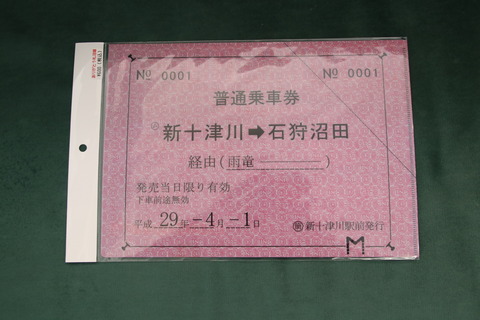 № 0001 № 0001
普通乗車券
新十津川➡石狩沼田
経由(雨竜————)
発売当日限り有効
下車前途無効
平成 29年-4月-1日
新十津川駅前発行
M